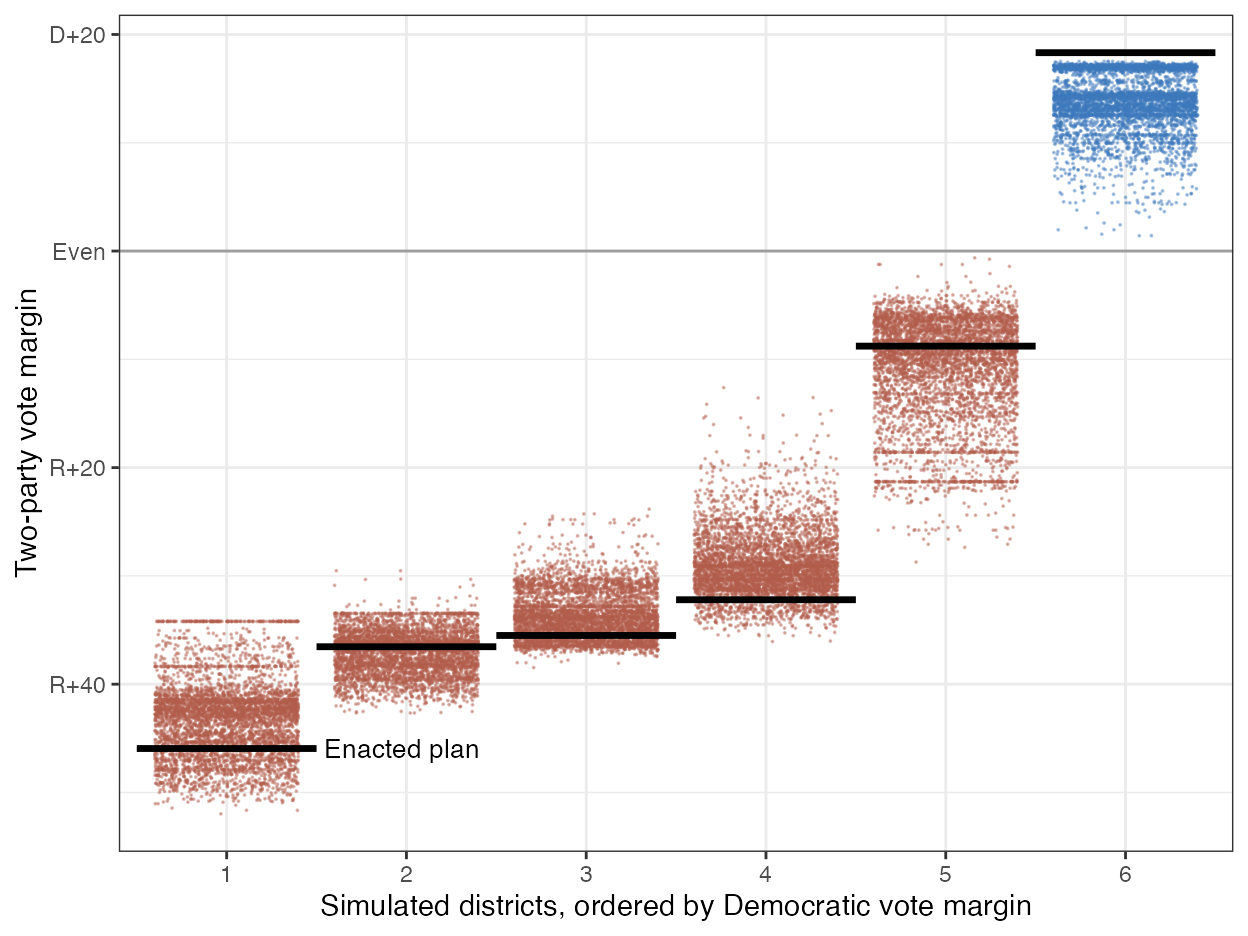 Two-party vote margin
D+20
Even
R+20
R+40
Enacted plan
1 2 3 4 5 6
Simulated districts, ordered by Democratic vote margin